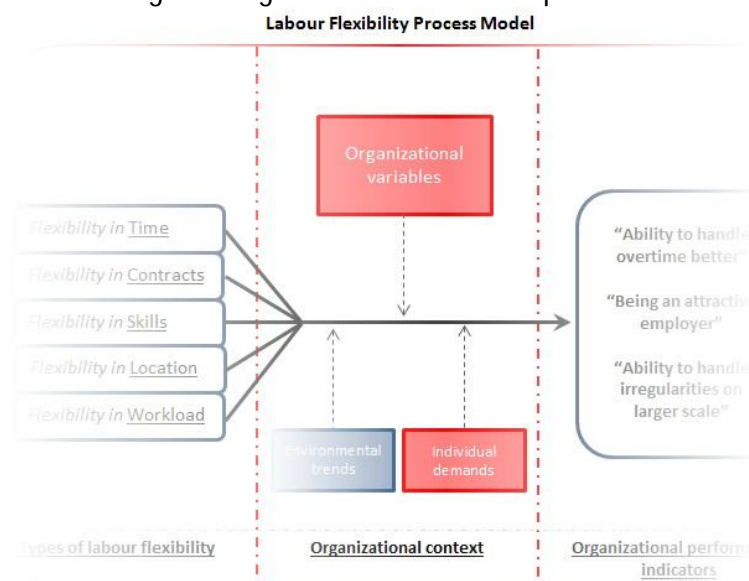 Labour Flexibility Process Model
Organizational
variables
Flexibility in Time
Flexibility in Contracts
Flexibility in Skills
Flexibility in Location
Flexibility in Workload
"Ability to handle
overtime better"
"Being an attractive
employer"
"Ability to handle
irregularities on
larger scale"
Environmental
trends
Individual
demands
Types of labour flexibility
Organizational context
Organizational perform
indicators